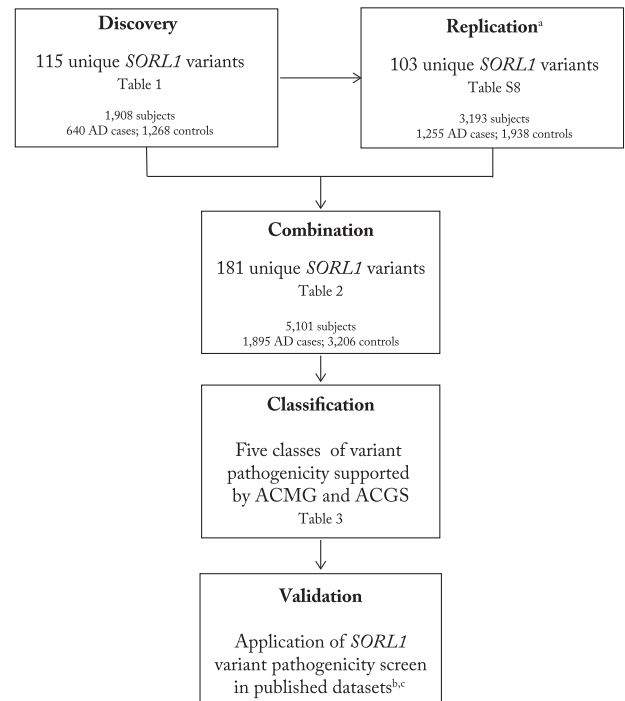 Discovery
115 unique SORL1 variants
Table 1
1,908 subjects
640 AD cases; 1,268 controls
Replicationᵃ
103 unique SORL1 variants
Table S8
3,193 subjects
1,255 AD cases; 1,938 controls
Combination
181 unique SORL1 variants
Table 2
5,101 subjects
1,895 AD cases; 3,206 controls
Classification
Five classes of variant
pathogenicity supported
by ACMG and ACGS
Table 3
Validation
Application of SORL1
variant pathogenicity screen
in published datasetsᵇ,ᶜ